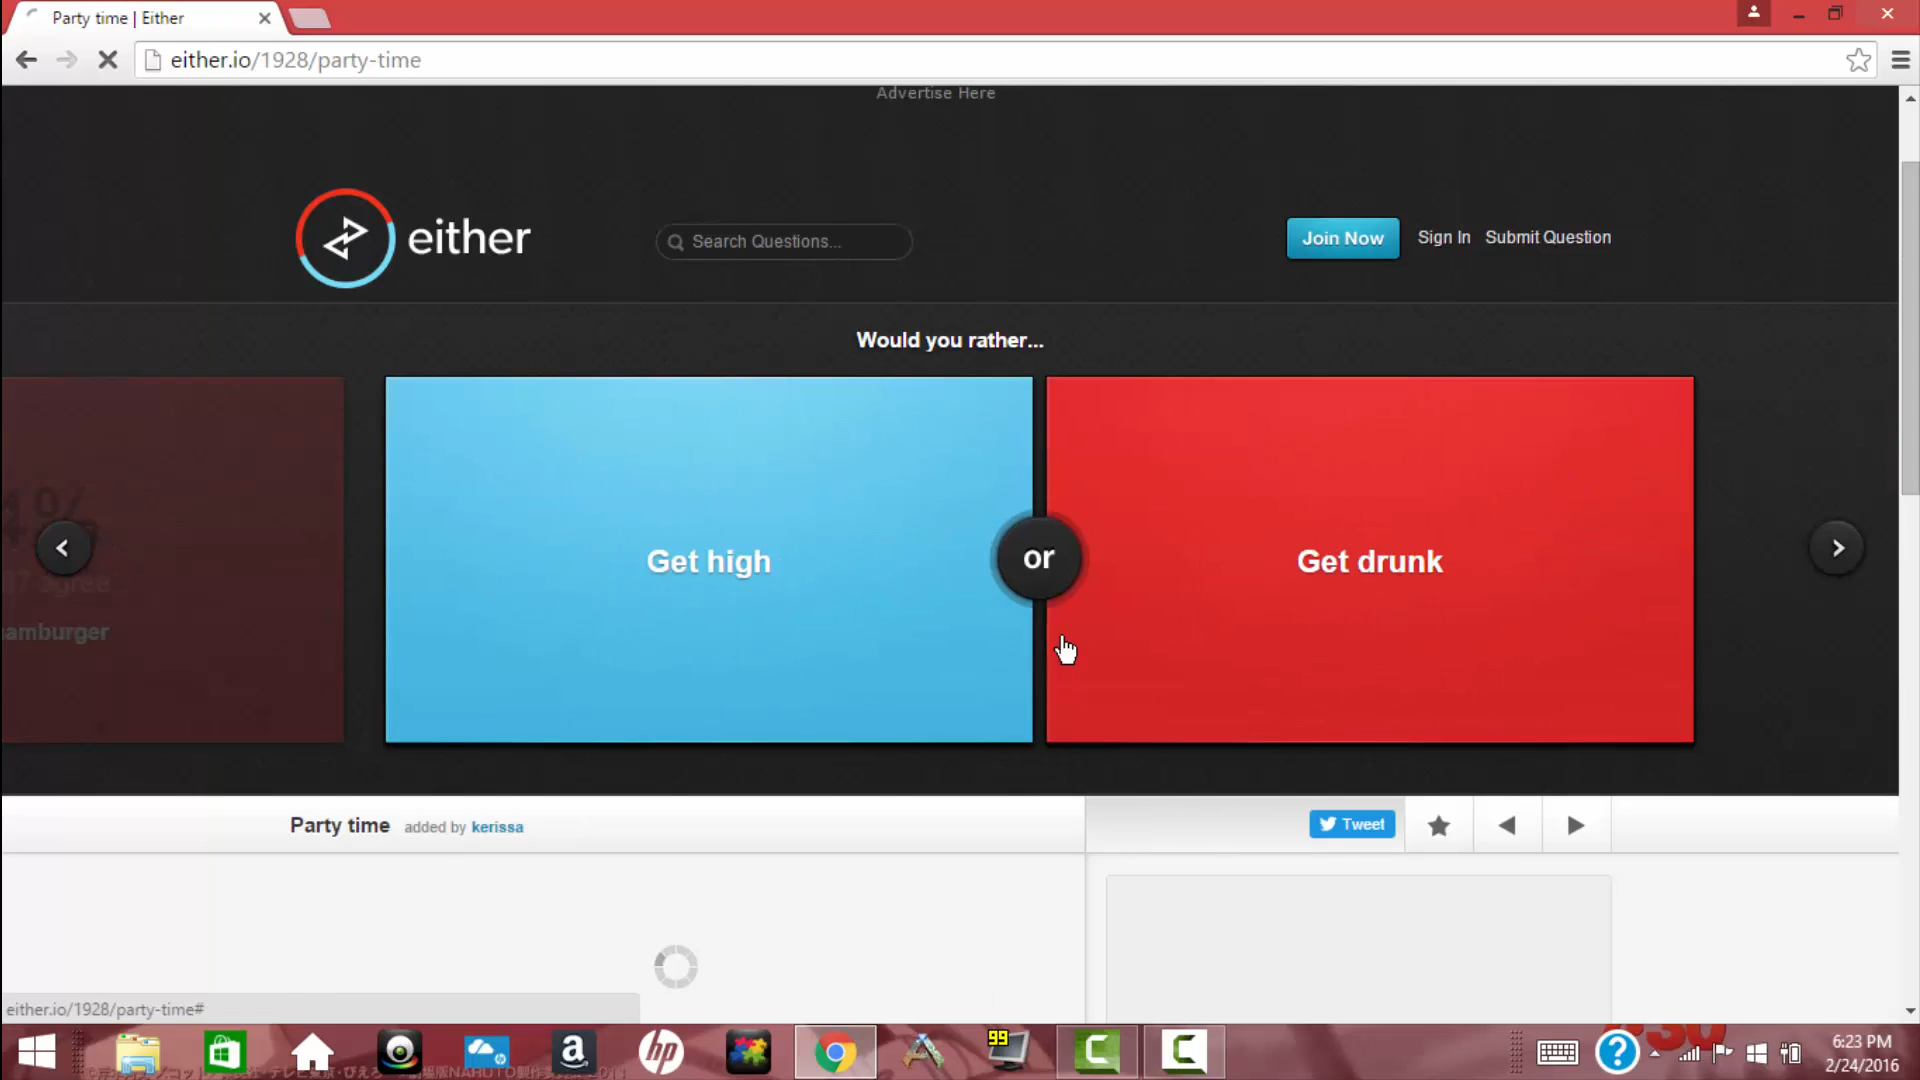 Party time | Either
either.io/1928/party-time
Advertise Here
either
Search Questions...
Join Now
Sign In
Submit Question
Would you rather...
Get high
or
Get drunk
agree
amburger
Party time added by kerissa
Tweet
either.io/1928/party-time#
a
hp
99
C
C
?
6:23 PM
2/24/2016